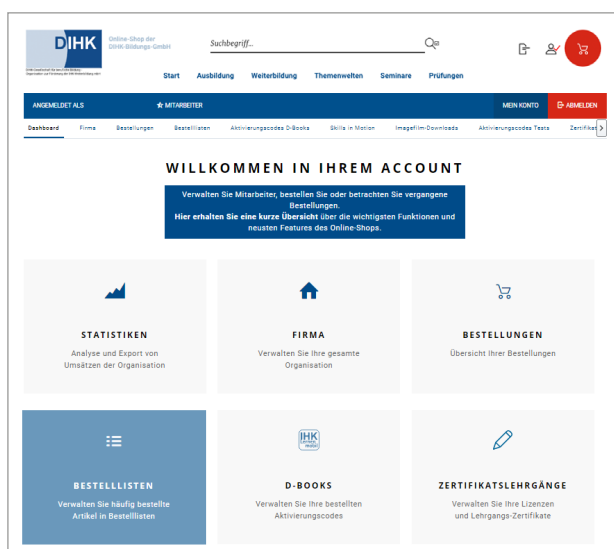 DIHK
Online-Shop der
DIHK-Bildungs-GmbH
Suchbegriff...
Start Ausbildung Weiterbildung Themenwelten Seminare Prüfungen
ANGEMELDET ALS MITARBEITER MEIN KONTO ABMELDEN
Dashboard Firma Bestellungen Bestelllisten Aktivierungscodes D-Books Skills in Motion Imagefilm-Downloads Aktivierungscodes Tests Zertifikat
WILLKOMMEN IN IHREM ACCOUNT
Verwalten Sie Mitarbeiter, bestellen Sie oder betrachten Sie vergangene
Bestellungen.
Hier erhalten Sie eine kurze Übersicht über die wichtigsten Funktionen und
neusten Features des Online-Shops.
STATISTIKEN
Analyse und Export von
Umsätzen der Organisation
FIRMA
Verwalten Sie Ihre gesamte
Organisation
BESTELLUNGEN
Übersicht Ihrer Bestellungen
BESTELLLISTEN
Verwalten Sie häufig bestellte
Artikel in Bestelllisten
IHK
D-BOOKS
Verwalten Sie Ihre bestellten
Aktivierungscodes
ZERTIFIKATSLEHRGÄNGE
Verwalten Sie Ihre Lizenzen
und Lehrgangs-Zertifikate